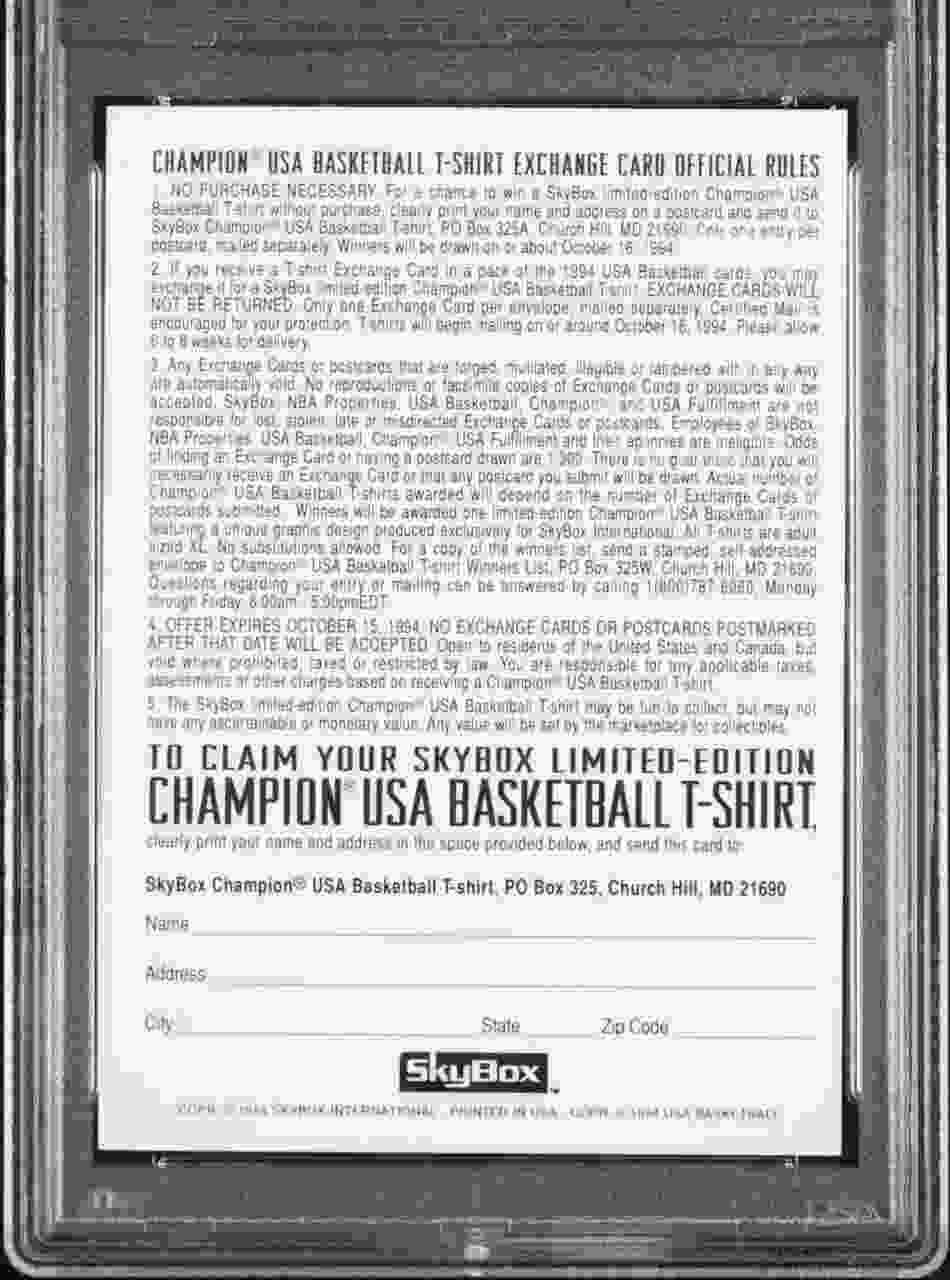 CHAMPION® USA BASKETBALL T-SHIRT EXCHANGE CARD OFFICIAL RULES
1. NO PURCHASE NECESSARY. For a chance to win a SkyBox limited-edition Champion® USA
Basketball T-shirt without purchase, clearly print your name and address on a postcard and send it to
SkyBox Champion® USA Basketball T-shirt, PO Box 325A, Church Hill, MD 21690. Only one entry per
postcard, mailed separately. Winners will be drawn on or about October 16, 1994.
2. If you receive a T-shirt Exchange Card in a pack of the 1994 USA Basketball cards, you may
exchange it for a SkyBox limited-edition Champion® USA Basketball T-shirt. EXCHANGE CARDS WILL
NOT BE RETURNED. Only one Exchange Card per envelope, mailed separately. Certified Mail is
encouraged for your protection. T-shirts will begin mailing on or around October 16, 1994. Please allow
6 to 8 weeks for delivery.
3. Any Exchange Cards or postcards that are forged, mutilated, illegible or tampered with in any way
are automatically void. No reproductions or facsimile copies of Exchange Cards or postcards will be
accepted. SkyBox, NBA Properties, USA Basketball, Champion®, and USA Fulfillment are not
responsible for lost, stolen, late or misdirected Exchange Cards or postcards. Employees of SkyBox,
NBA Properties, USA Basketball, Champion®, USA Fulfillment and their agencies are ineligible. Odds
of finding an Exchange Card or having a postcard drawn are 1:360. There is no guarantee that you will
necessarily receive an Exchange Card or that any postcard you submit will be drawn. Actual number of
Champion® USA Basketball T-shirts awarded will depend on the number of Exchange Cards or
postcards submitted. Winners will be awarded one limited-edition Champion® USA Basketball T-shirt
featuring a unique graphic design produced exclusively for SkyBox International. All T-shirts are adult
sized XL. No substitutions allowed. For a copy of the winners list, send a stamped, self-addressed
envelope to Champion® USA Basketball T-shirt Winners List, PO Box 325W, Church Hill, MD 21690.
Questions regarding your entry or mailing can be answered by calling Monday
through Friday, 8:00am - 5:00pmEDT.
4. OFFER EXPIRES OCTOBER 15, 1994. NO EXCHANGE CARDS OR POSTCARDS POSTMARKED
AFTER THAT DATE WILL BE ACCEPTED. Open to residents of the United States and Canada, but
void where prohibited, taxed or restricted by law. You are responsible for any applicable taxes,
assessments or other charges based on receiving a Champion® USA Basketball T-shirt.
5. The SkyBox limited-edition Champion® USA Basketball T-shirt may be fun to collect, but may not
have any ascertainable or monetary value. Any value will be set by the marketplace for collectibles.
TO CLAIM YOUR SKYBOX LIMITED-EDITION
CHAMPION® USA BASKETBALL T-SHIRT,
clearly print your name and address in the space provided below, and send this card to:
SkyBox Champion® USA Basketball T-shirt, PO Box 325, Church Hill, MD 21690
Name
Address
City State Zip Code
SkyBox™
COPR. © 1994 SKYBOX INTERNATIONAL PRINTED IN USA COPR. © 1994 USA BASKETBALL